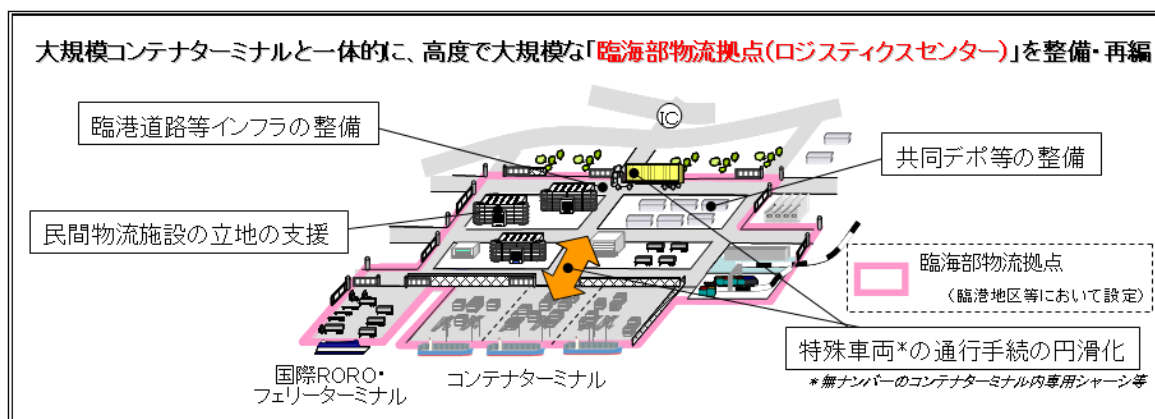 大規模コンテナターミナルと一体的に、高度で大規模な「臨海部物流拠点(ロジスティクスセンター)」を整備・再編
IC
臨港道路等インフラの整備
共同デポ等の整備
民間物流施設の立地の支援
臨海部物流拠点
(臨港地区等において設定)
特殊車両*の通行手続の円滑化
*無ナンバーのコンテナターミナル内専用シャーシ等
国際RORO・
フェリーターミナル
コンテナターミナル